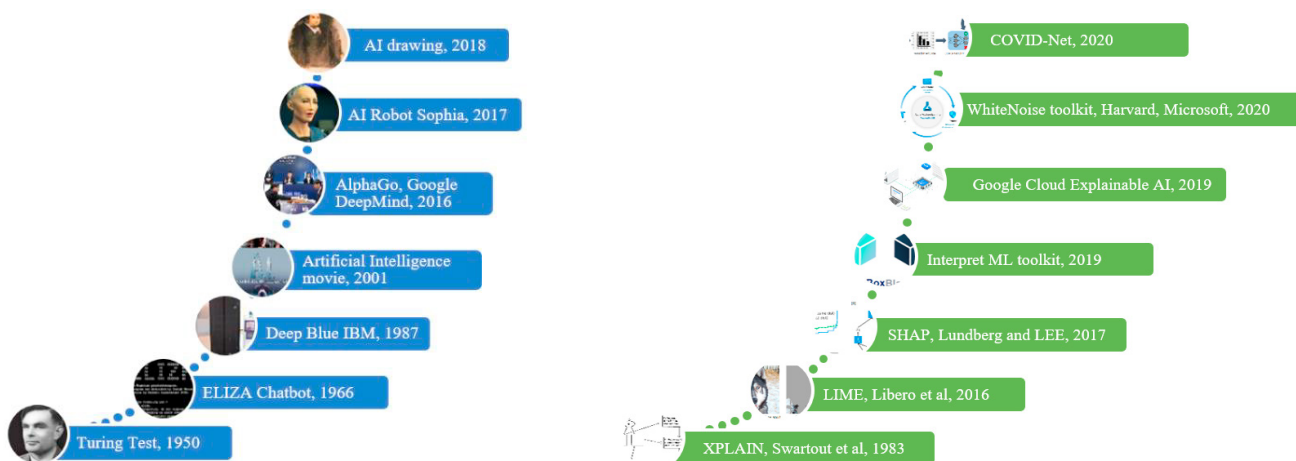 AI drawing, 2018
AI Robot Sophia, 2017
AlphaGo, Google
DeepMind, 2016
Artificial Intelligence
movie, 2001
Deep Blue IBM, 1987
ELIZA Chatbot, 1966
Turing Test, 1950
COVID-Net, 2020
WhiteNoise toolkit, Harvard, Microsoft, 2020
Google Cloud Explainable AI, 2019
Interpret ML toolkit, 2019
SHAP, Lundberg and LEE, 2017
LIME, Libero et al, 2016
XPLAIN, Swartout et al, 1983